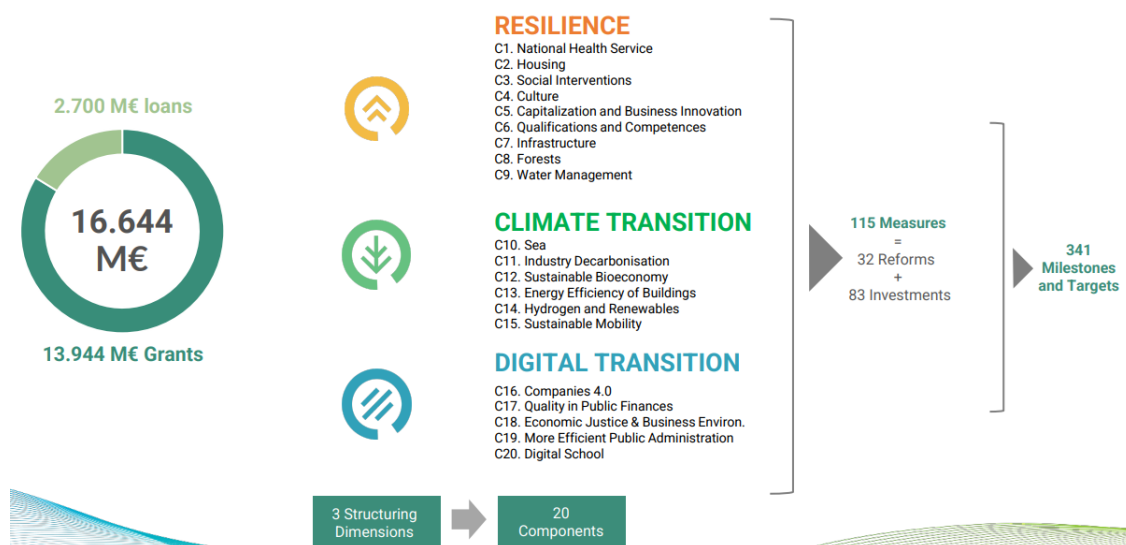 2.700 M€ loans
16.644
M€
13.944 M€ Grants
RESILIENCE
C1. National Health Service
C2. Housing
C3. Social Interventions
C4. Culture
C5. Capitalization and Business Innovation
C6. Qualifications and Competences
C7. Infrastructure
C8. Forests
C9. Water Management
CLIMATE TRANSITION
C10. Sea
C11. Industry Decarbonisation
C12. Sustainable Bioeconomy
C13. Energy Efficiency of Buildings
C14. Hydrogen and Renewables
C15. Sustainable Mobility
DIGITAL TRANSITION
C16. Companies 4.0
C17. Quality in Public Finances
C18. Economic Justice & Business Environ.
C19. More Efficient Public Administration
C20. Digital School
3 Structuring
Dimensions
20
Components
115 Measures
=
32 Reforms
+
83 Investments
341
Milestones
and Targets